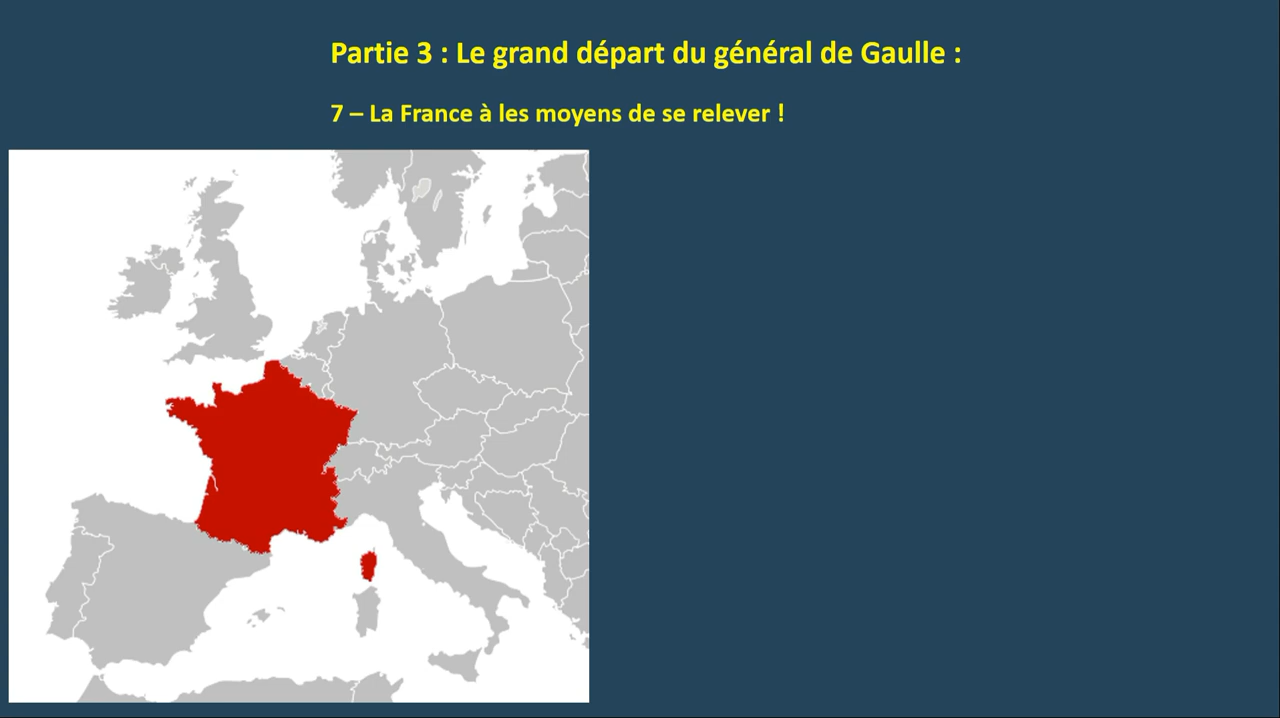 Partie 3 : Le grand départ du général de Gaulle :
7 – La France à les moyens de se relever !